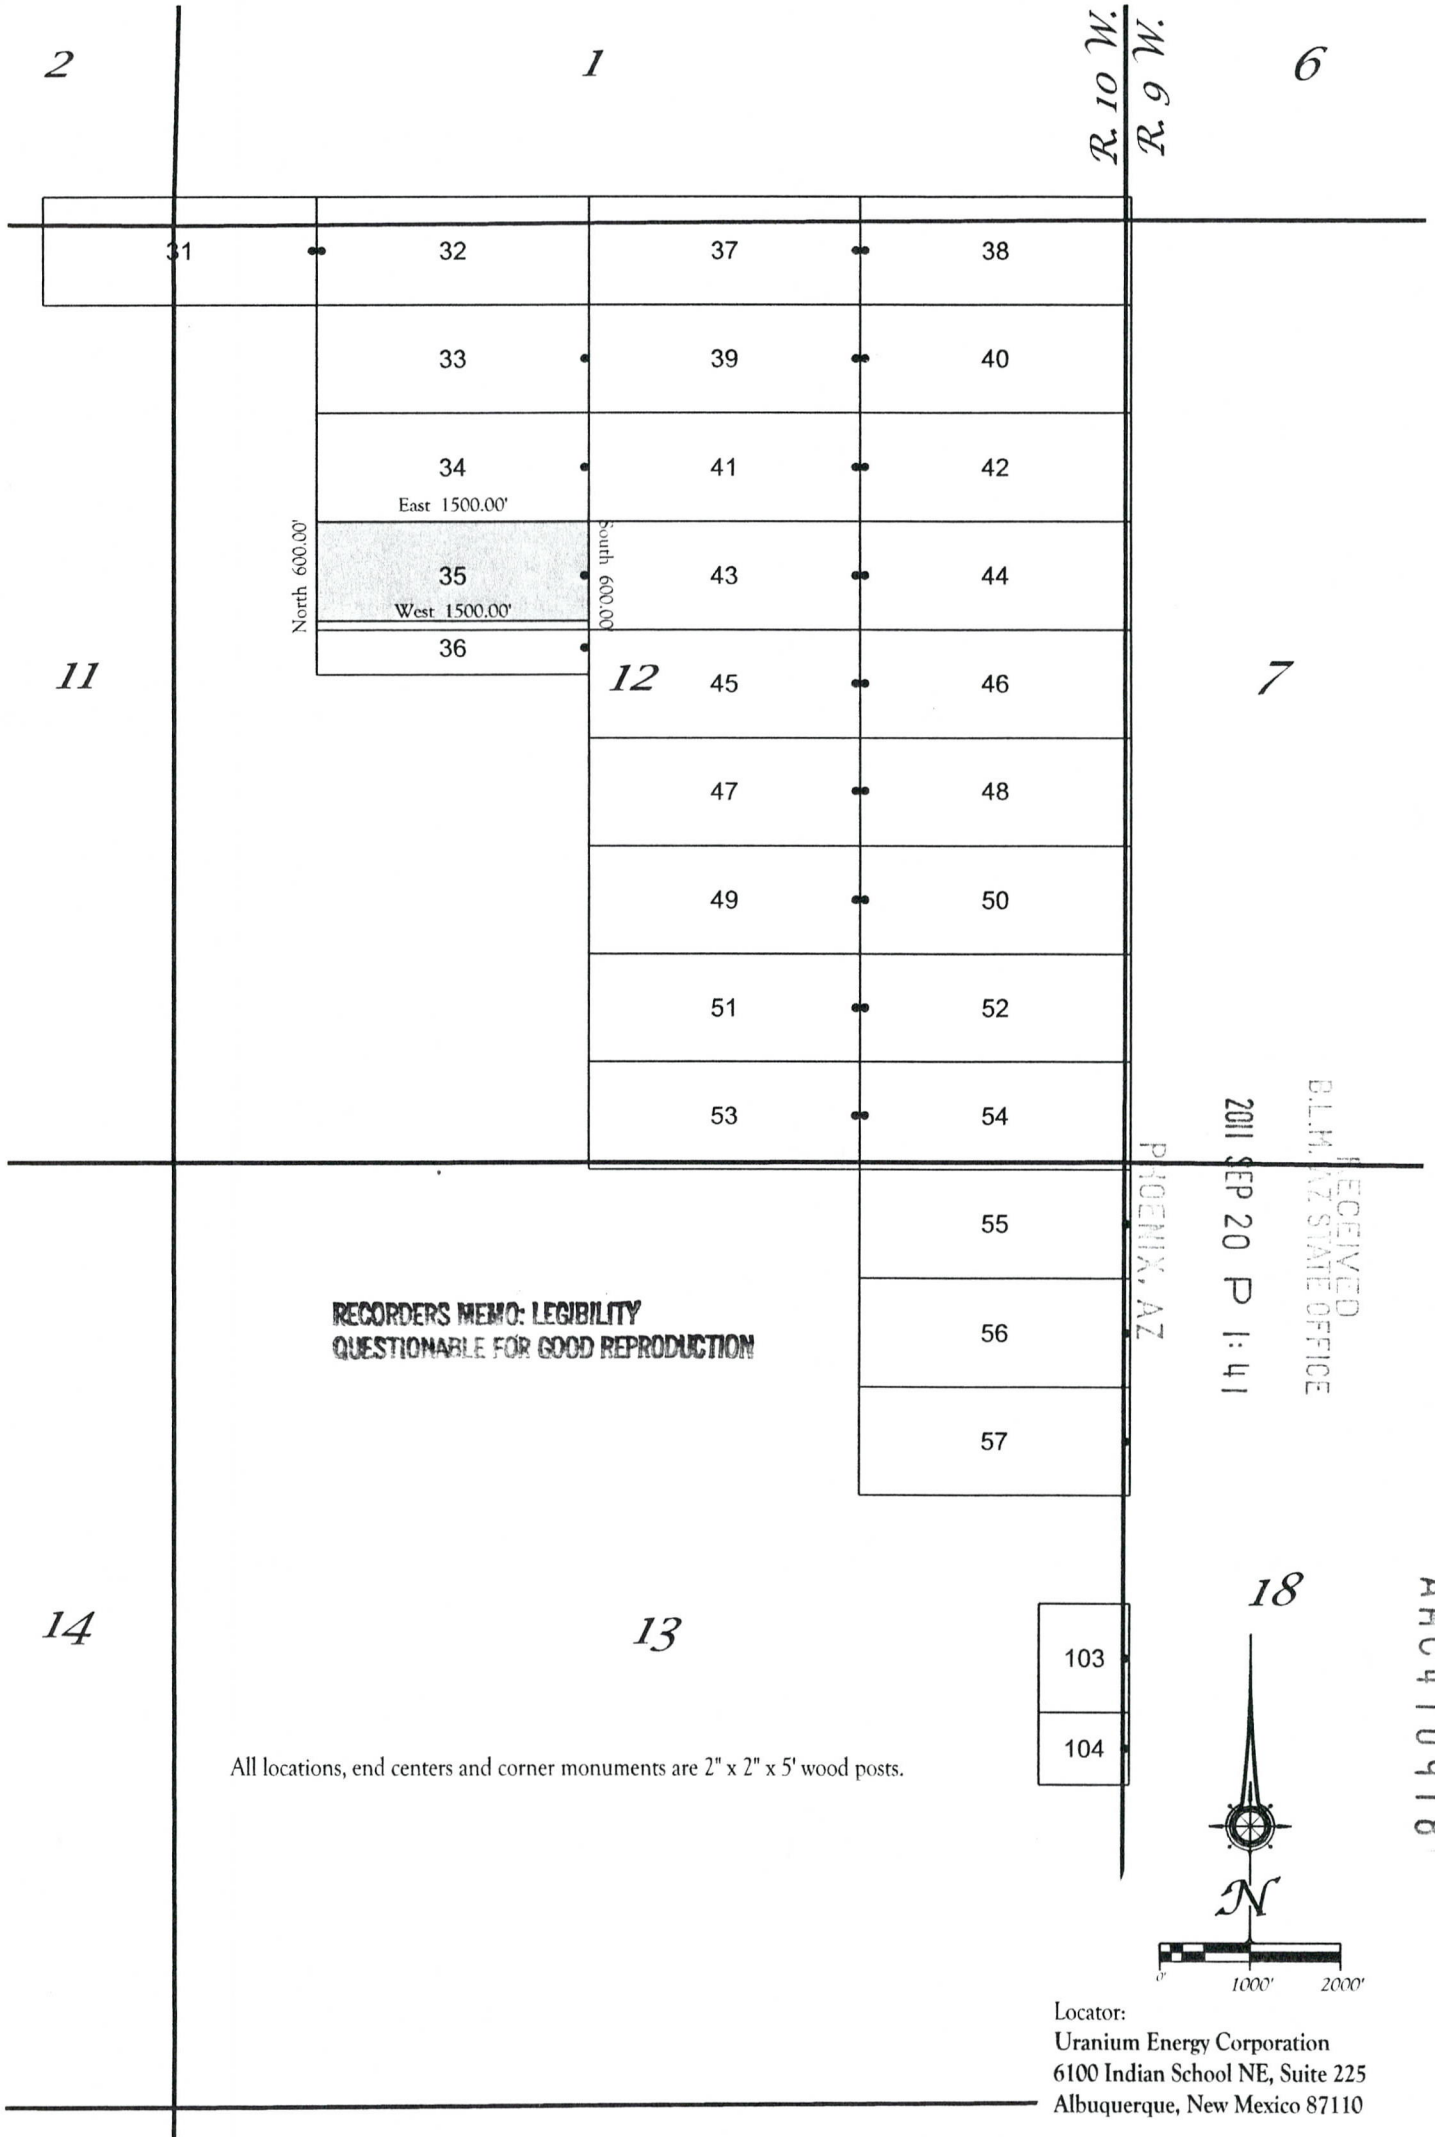 2
1
R. 10 W.
R. 9 W.
6
31
32
37
38
33
39
40
34
41
42
East 1500.00'
North 600.00'
South 600.00'
35
43
44
West 1500.00'
36
11
12
45
46
7
47
48
49
50
51
52
53
54
RECEIVED
B.L.M. AZ STATE OFFICE
2011 SEP 20 P 1:41
PHOENIX, AZ
55
RECORDERS MEMO: LEGIBILITY
QUESTIONABLE FOR GOOD REPRODUCTION
56
57
14
13
18
103
104
All locations, end centers and corner monuments are 2" x 2" x 5' wood posts.
N
0' 1000' 2000'
Locator:
Uranium Energy Corporation
6100 Indian School NE, Suite 225
Albuquerque, New Mexico 87110